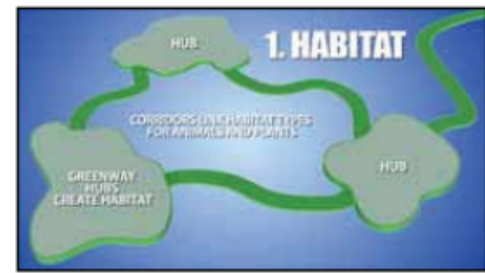 HUB
1. HABITAT
CORRIDORS LINK HABITAT TYPES
FOR ANIMALS AND PLANTS
GREENWAY
HUBS
CREATE HABITAT
HUB